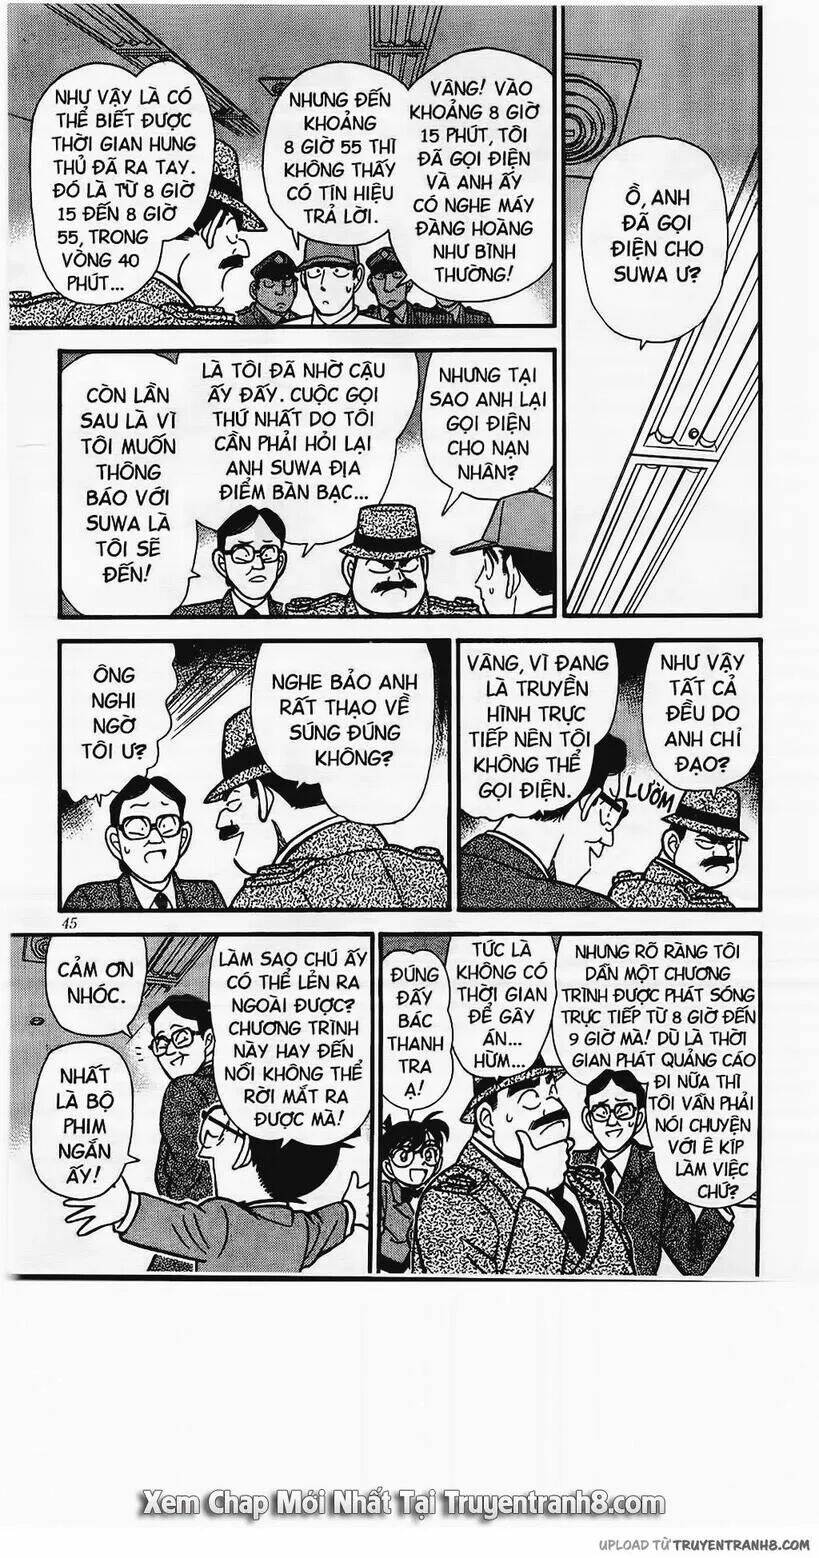 Ồ, ANH
ĐÃ GỌI
ĐIỆN CHO
SUWA Ư?
VÂNG! VÀO
KHOẢNG 8 GIỜ
15 PHÚT, TÔI
ĐÃ GỌI ĐIỆN
VÀ ANH ẤY
CÓ NGHE MÁY
ĐÀNG HOÀNG
NHƯ BÌNH
THƯỜNG!
NHƯNG ĐẾN
KHOẢNG
8 GIỜ 55 THÌ
KHÔNG THẤY
CÓ TÍN HIỆU
TRẢ LỜI.
NHƯ VẬY LÀ CÓ
THỂ BIẾT ĐƯỢC
THỜI GIAN HUNG
THỦ ĐÃ RA TAY.
ĐÓ LÀ TỪ 8 GIỜ
15 ĐẾN 8 GIỜ
55, TRONG
VÒNG 40
PHÚT...
NHƯNG TẠI
SAO ANH LẠI
GỌI ĐIỆN
CHO NẠN
NHÂN?
LÀ TÔI ĐÃ NHỜ CẬU
ẤY ĐẤY. CUỘC GỌI
THỨ NHẤT DO TÔI
CẦN PHẢI HỎI LẠI
ANH SUWA ĐỊA
ĐIỂM BÀN BẠC...
CÒN LẦN
SAU LÀ VÌ
TÔI MUỐN
THÔNG
BÁO VỚI
SUWA LÀ
TÔI SẼ
ĐẾN!
NHƯ VẬY
TẤT CẢ
ĐỀU DO
ANH CHỈ
ĐẠO?
LƯỜM
VÂNG, VÌ ĐANG
LÀ TRUYỀN
HÌNH TRỰC
TIẾP NÊN TÔI
KHÔNG THỂ
GỌI ĐIỆN.
NGHE BẢO ANH
RẤT THẠO VỀ
SÚNG ĐÚNG
KHÔNG?
ÔNG
NGHI
NGỜ
TÔI Ư?
45
NHƯNG RÕ RÀNG TÔI
DẪN MỘT CHƯƠNG
TRÌNH ĐƯỢC PHÁT SÓNG
TRỰC TIẾP TỪ 8 GIỜ ĐẾN
9 GIỜ MÀ! DÙ LÀ THỜI
GIAN PHÁT QUẢNG CÁO
ĐI NỮA THÌ
TÔI VẪN PHẢI
NÓI CHUYỆN
VỚI Ê KÍP
LÀM VIỆC
CHỨ?
TỨC LÀ
KHÔNG CÓ
THỜI GIAN
ĐỂ GÂY
ÁN...
HỪM...
ĐÚNG
ĐẤY
BÁC
THANH
TRA
Ạ!
LÀM SAO CHÚ ẤY
CÓ THỂ LẺN RA
NGOÀI ĐƯỢC?
CHƯƠNG TRÌNH
NÀY HAY ĐẾN
NỖI KHÔNG THỂ
RỜI MẮT RA
ĐƯỢC MÀ!
CẢM ƠN
NHÓC.
NHẤT
LÀ BỘ
PHIM
NGẮN
ẤY!
Xem Chap Mới Nhất Tại Truyentranh8.com
UPLOAD TỪ TRUYENTRANH8.COM